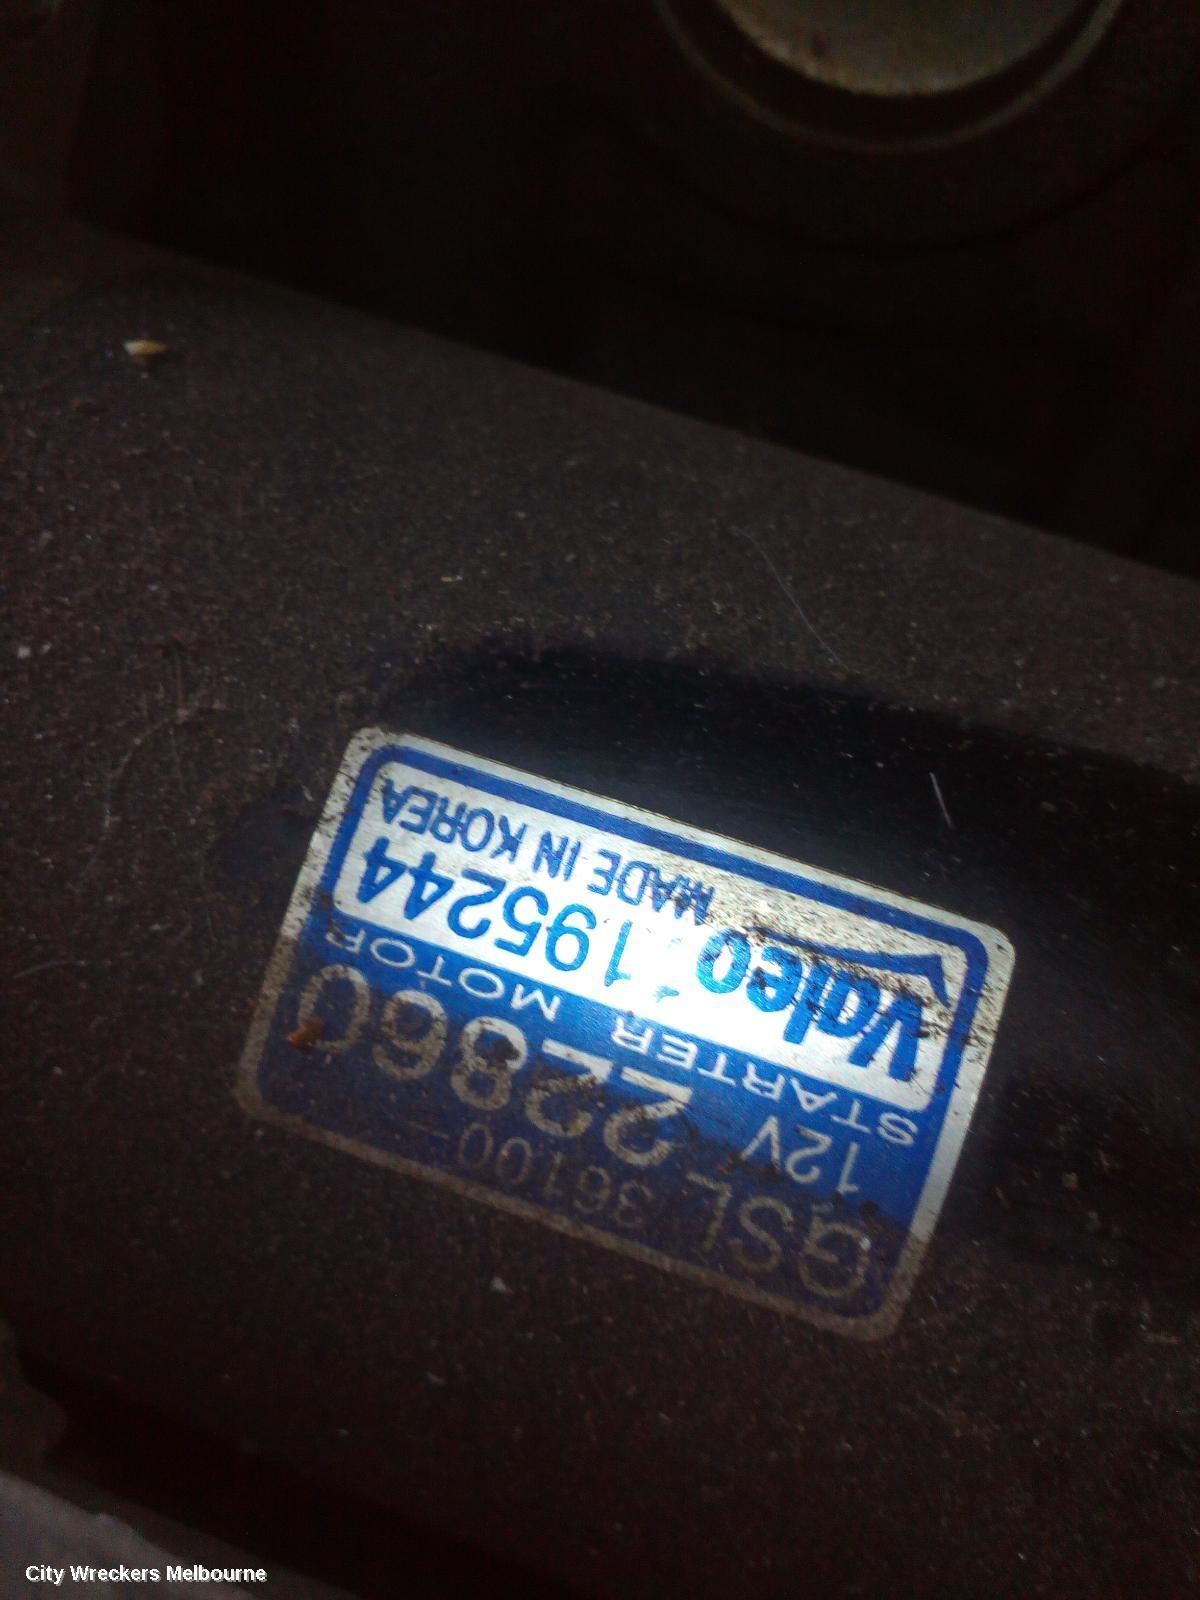 GSL 36100-
12V 22860
STARTER MOTOR
Valeo 195244
MADE IN KOREA
City Wreckers Melbourne